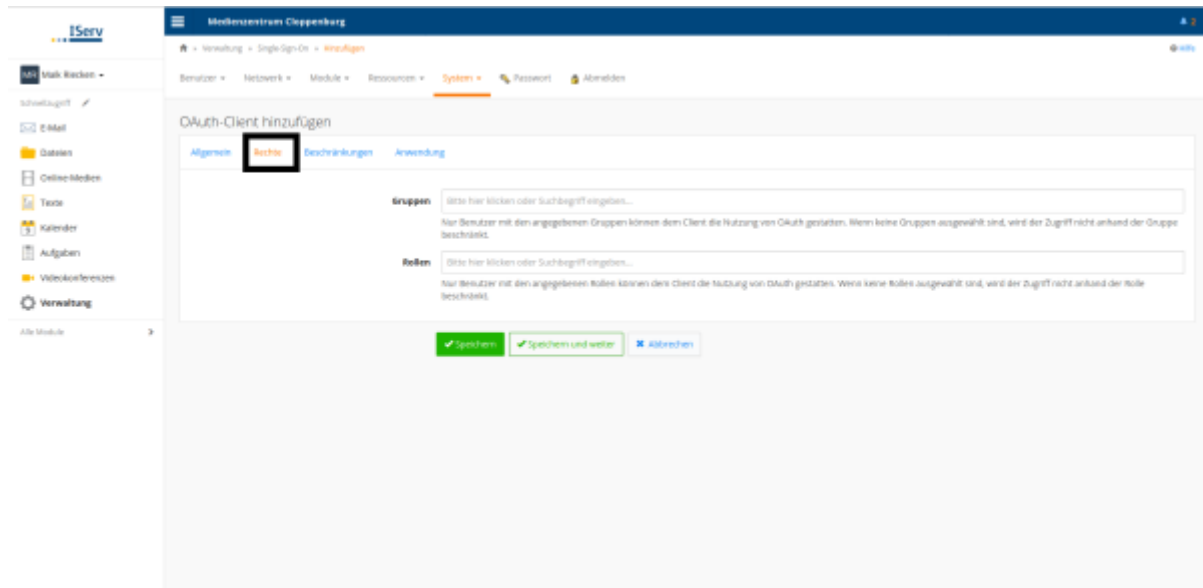 IServ
Medienzentrum Cloppenburg
2
Verwaltung » Single-Sign-On » Hinzufügen
Hilfe
MR Maik Riecken
Benutzer Netzwerk Module Ressourcen System Passwort Abmelden
Schnellzugriff
E-Mail
Dateien
Online-Medien
Texte
Kalender
Aufgaben
Videokonferenzen
Verwaltung
Alle Module
OAuth-Client hinzufügen
Allgemein Rechte Beschränkungen Anwendung
Gruppen Bitte hier klicken oder Suchbegriff eingeben...
Nur Benutzer mit den angegebenen Gruppen können dem Client die Nutzung von OAuth gestatten. Wenn keine Gruppen ausgewählt sind, wird der Zugriff nicht anhand der Gruppe
beschränkt.
Rollen Bitte hier klicken oder Suchbegriff eingeben...
Nur Benutzer mit den angegebenen Rollen können dem Client die Nutzung von OAuth gestatten. Wenn keine Rollen ausgewählt sind, wird der Zugriff nicht anhand der Rolle
beschränkt.
Speichern Speichern und weiter Abbrechen